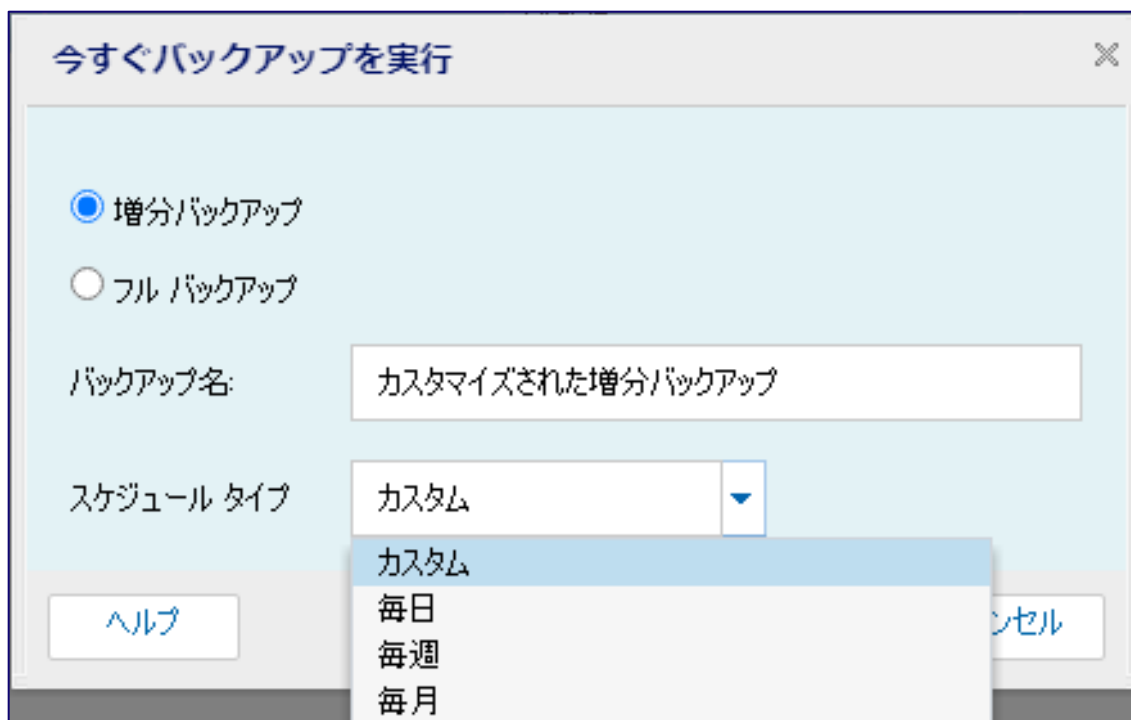 今すぐバックアップを実行
増分バックアップ
フル バックアップ
バックアップ名: カスタマイズされた増分バックアップ
スケジュール タイプ カスタム
カスタム
毎日
毎週
毎月
ヘルプ ンセル